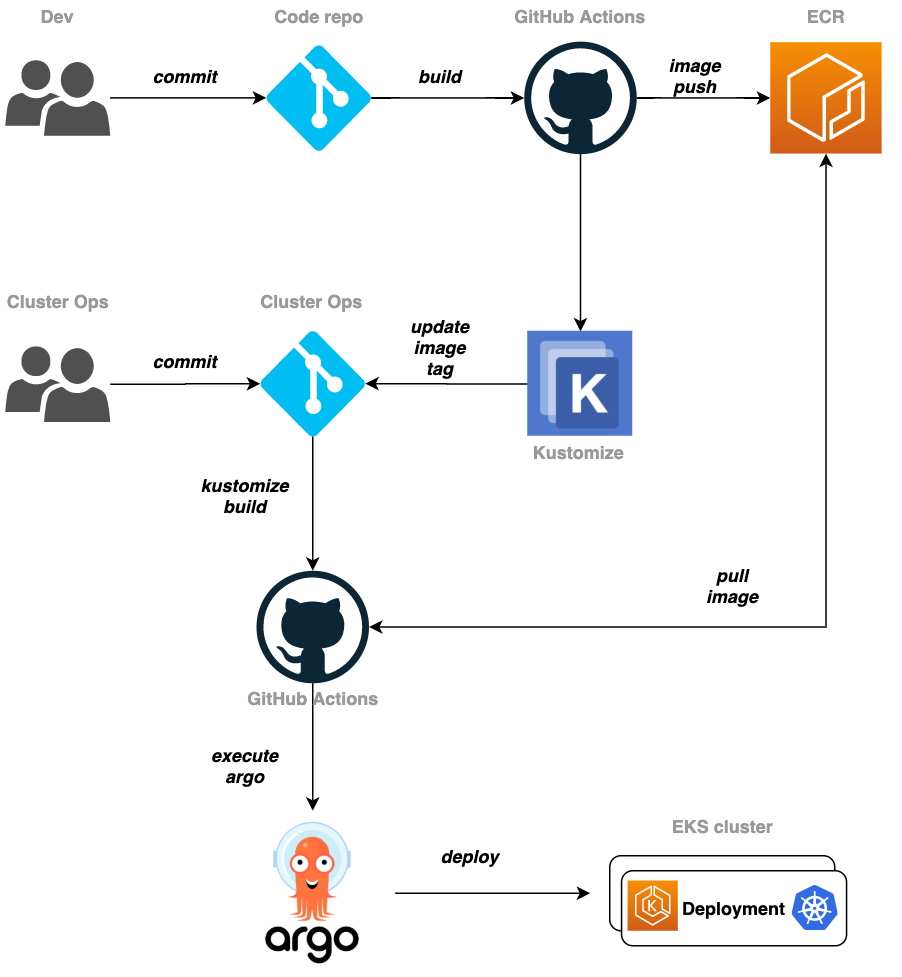 Dev
Code repo
GitHub Actions
ECR
commit
build
image
push
Cluster Ops
Cluster Ops
commit
update
image
tag
K
Kustomize
kustomize
build
pull
image
GitHub Actions
execute
argo
argo
deploy
EKS cluster
K
Deployment